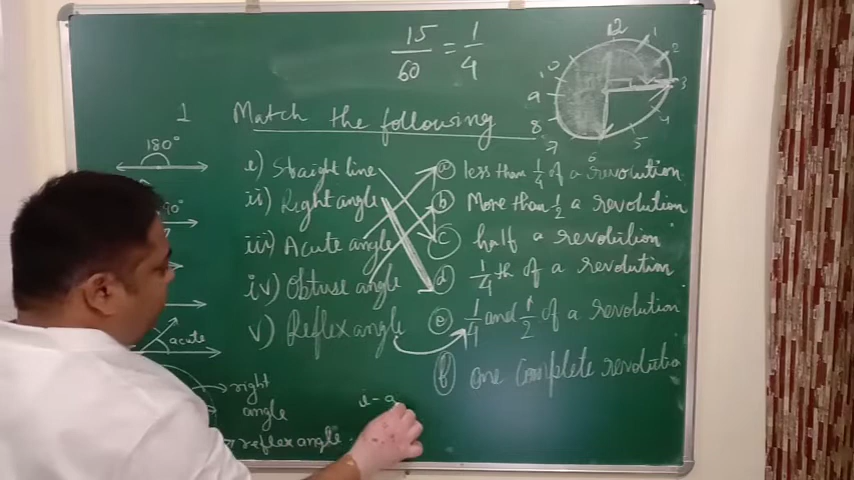 15/60 = 1/4
12
1
2
3
4
5
6
7
8
9
10
1 Match the following
180°
i) Straight line
ii) Right angle
iii) Acute angle
iv) Obtuse angle
v) Reflex angle
a less than 1/4 of a revolution.
b More than 1/2 a revolution
c half a revolution
d 1/4 th of a revolution
e 1/4 and 1/2 of a revolution
f one complete revolution
acute
right
angle
reflex angle
i - a